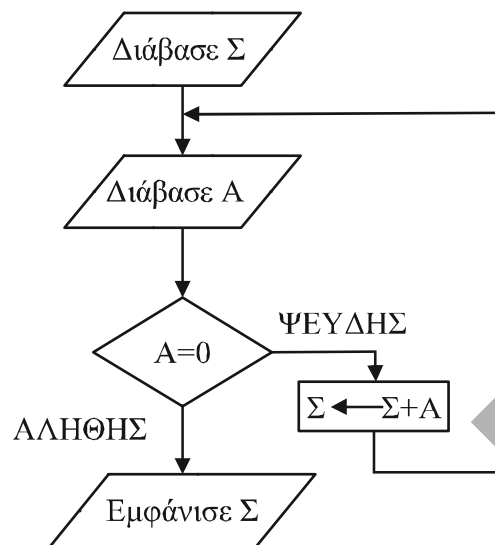 Διάβασε Σ
Διάβασε Α
Α=0
ΨΕΥΔΗΣ
Σ ← Σ+Α
ΑΛΗΘΗΣ
Εμφάνισε Σ